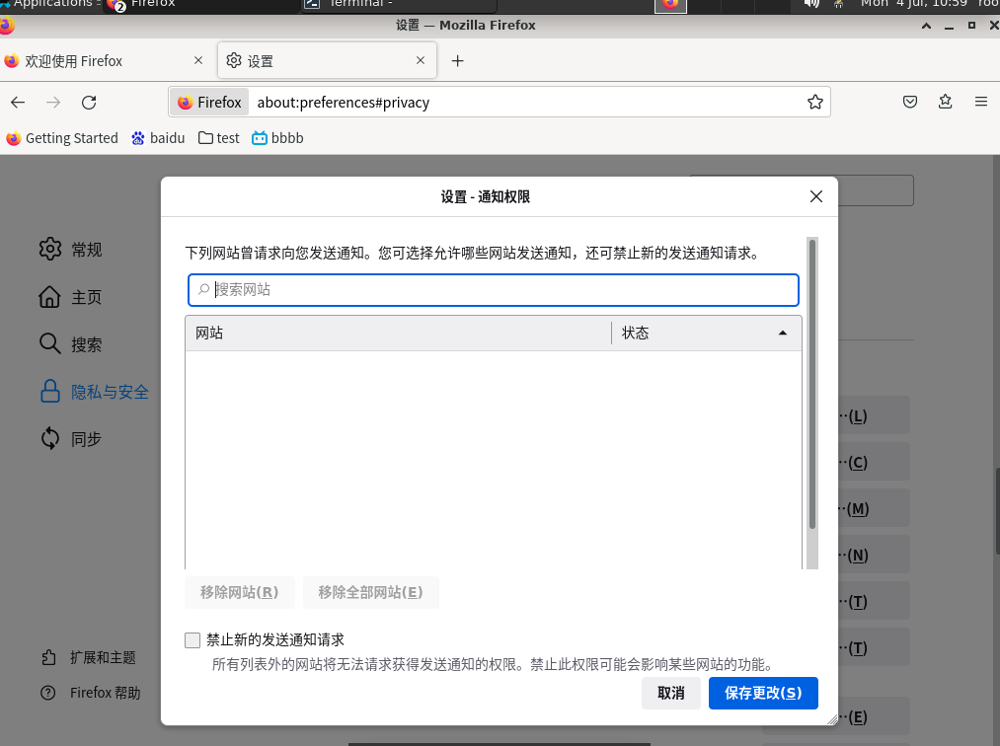 Applications :
2
Firefox
Terminal -
Mon 4 Jul, 10:59
roo
设置 — Mozilla Firefox
欢迎使用 Firefox
设置
Firefox
about:preferences#privacy
Getting Started
baidu
test
bbbb
设置 - 通知权限
常规
主页
搜索
隐私与安全
同步
扩展和主题
Firefox 帮助
下列网站曾请求向您发送通知。您可选择允许哪些网站发送通知，还可禁止新的发送通知请求。
搜索网站
网站
状态
移除网站(R)
移除全部网站(E)
禁止新的发送通知请求
所有列表外的网站将无法请求获得发送通知的权限。禁止此权限可能会影响某些网站的功能。
取消
保存更改(S)
(L)
(C)
(M)
(N)
(T)
(T)
(E)